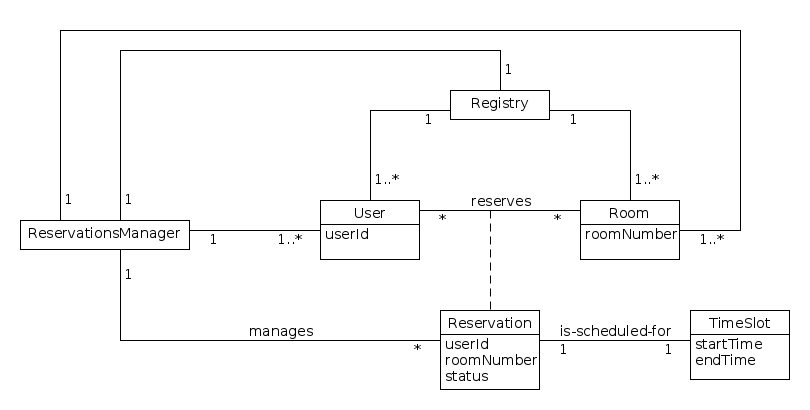 1
Registry
1
1
1..*
1..*
1
1
User
reserves
Room
*
*
userId
roomNumber
ReservationsManager
1
1..*
1..*
1
Reservation
TimeSlot
manages
is-scheduled-for
userId
startTime
*
1
1
roomNumber
endTime
status